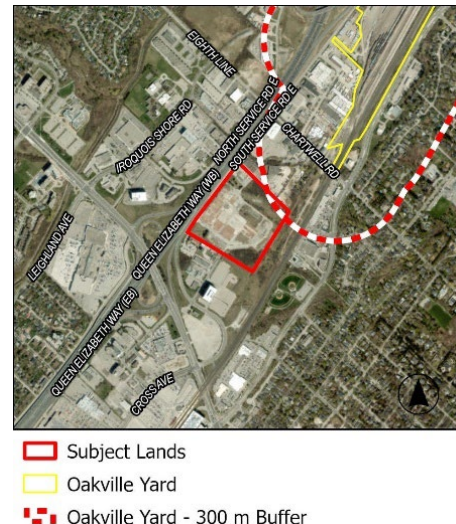 EIGHTH LINE
IROQUOIS SHORE RD
NORTH SERVICE RD E
SOUTH SERVICE RD E
CHARTWELL RD
LEIGHLAND AVE
QUEEN ELIZABETH WAY (WB)
QUEEN ELIZABETH WAY (EB)
CROSS AVE
Subject Lands
Oakville Yard
Oakville Yard - 300 m Buffer